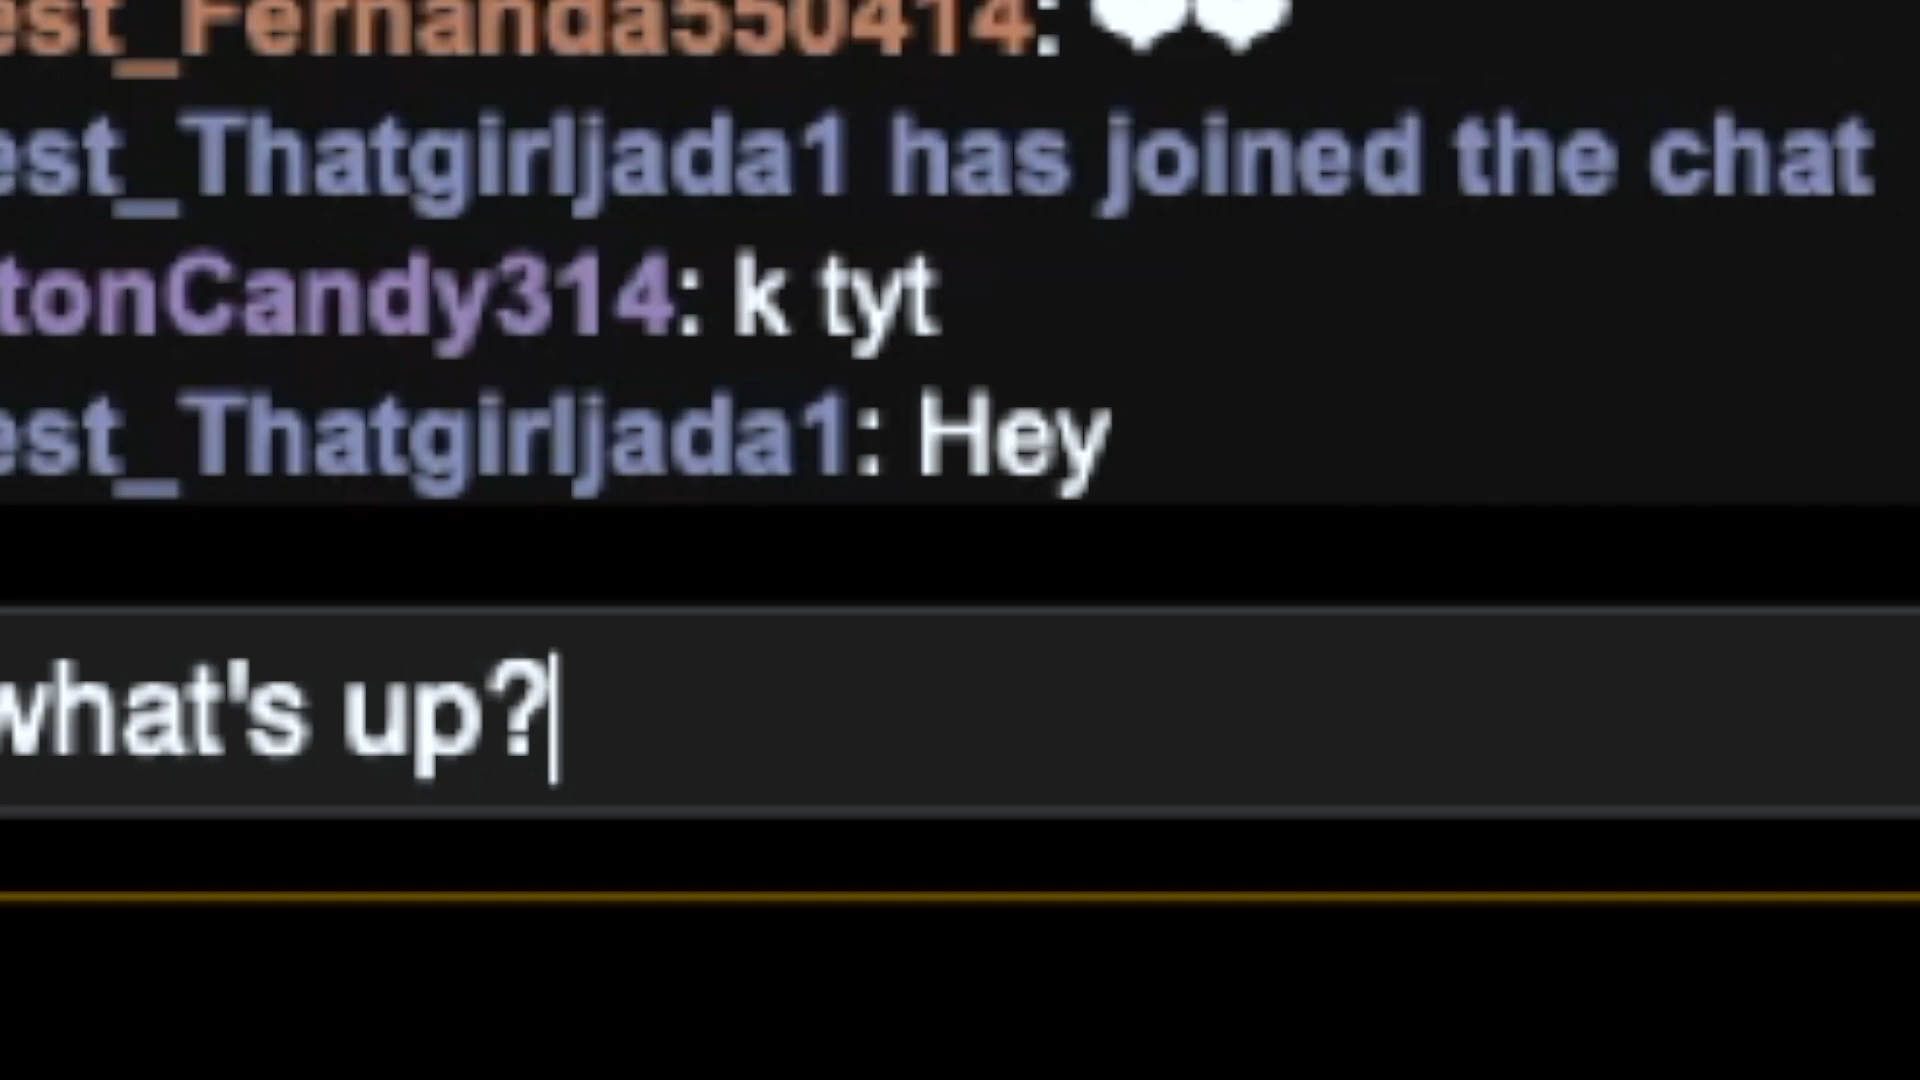 est_Fernanda550414: ❤❤
est_Thatgirljada1 has joined the chat
tonCandy314: k tyt
est_Thatgirljada1: Hey
what's up?